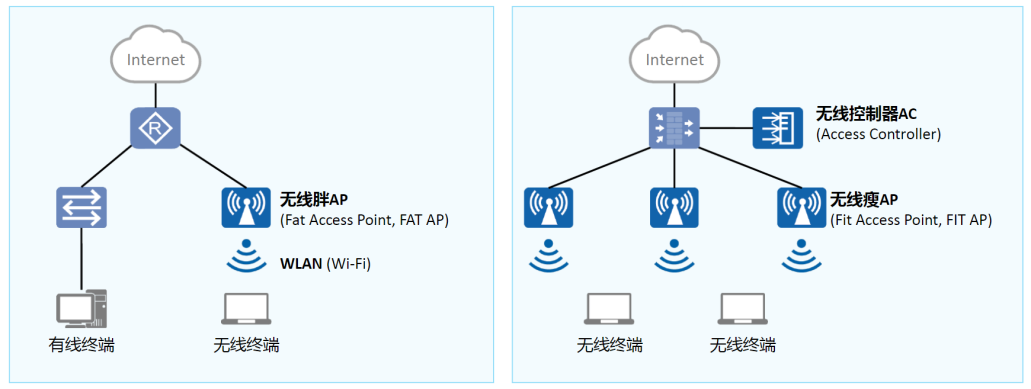 Internet
R
无线胖AP
(Fat Access Point, FAT AP)
WLAN (Wi-Fi)
有线终端
无线终端
Internet
无线控制器AC
(Access Controller)
无线瘦AP
(Fit Access Point, FIT AP)
无线终端
无线终端